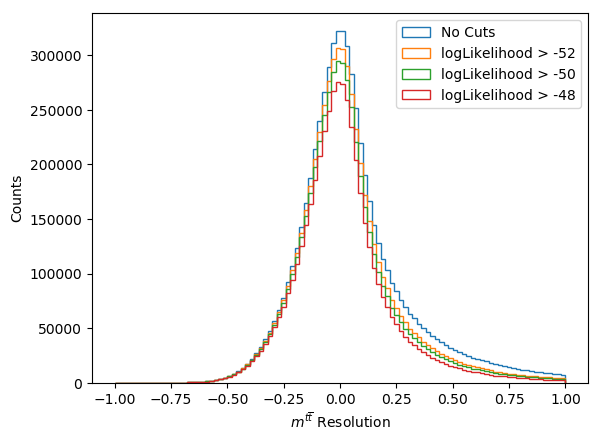 No Cuts
logLikelihood > -52
logLikelihood > -50
logLikelihood > -48
Counts
300000
250000
200000
150000
100000
50000
0
−1.00 −0.75 −0.50 −0.25 0.00 0.25 0.50 0.75 1.00
$m^{t\bar{t}}$ Resolution